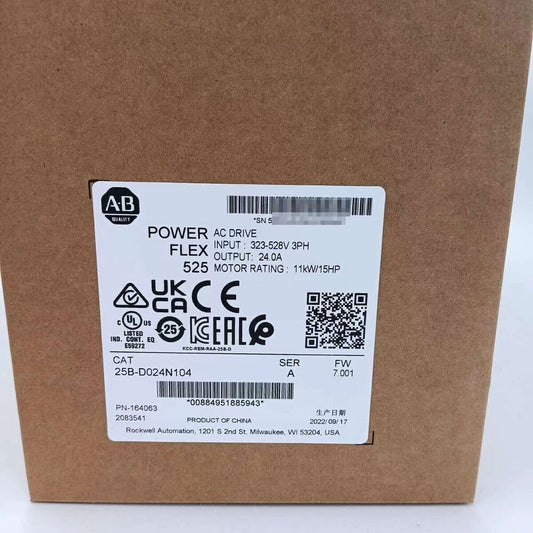 A-B
QUALITY
*SN 5
POWER
FLEX
525
AC DRIVE
INPUT : 323-528V 3PH
OUTPUT: 24.0A
MOTOR RATING : 11kW/15HP
UK
CA
CE
C UL US
LISTED
IND. CONT. EQ
E59272
25
KC EAC
KCC-REM-RAA-25B-D
CAT
25B-D024N104
SER
A
FW
7.001
*00884951885943*
PN-164063
2083541
PRODUCT OF CHINA
生产日期
2022/09/17
Rockwell Automation, 1201 S 2nd St, Milwaukee, WI 53204, USA